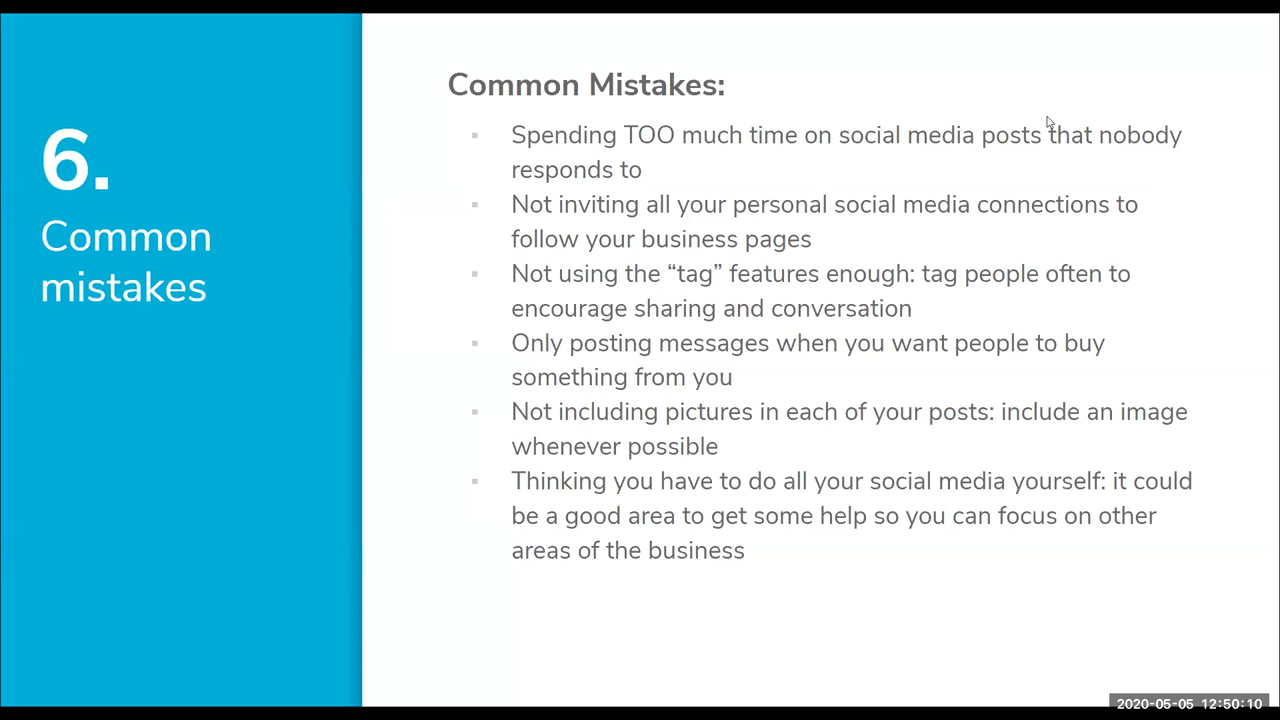 6.
Common
mistakes
Common Mistakes:
Spending TOO much time on social media posts that nobody
responds to
Not inviting all your personal social media connections to
follow your business pages
Not using the “tag” features enough: tag people often to
encourage sharing and conversation
Only posting messages when you want people to buy
something from you
Not including pictures in each of your posts: include an image
whenever possible
Thinking you have to do all your social media yourself: it could
be a good area to get some help so you can focus on other
areas of the business
2020-05-05 12:50:10